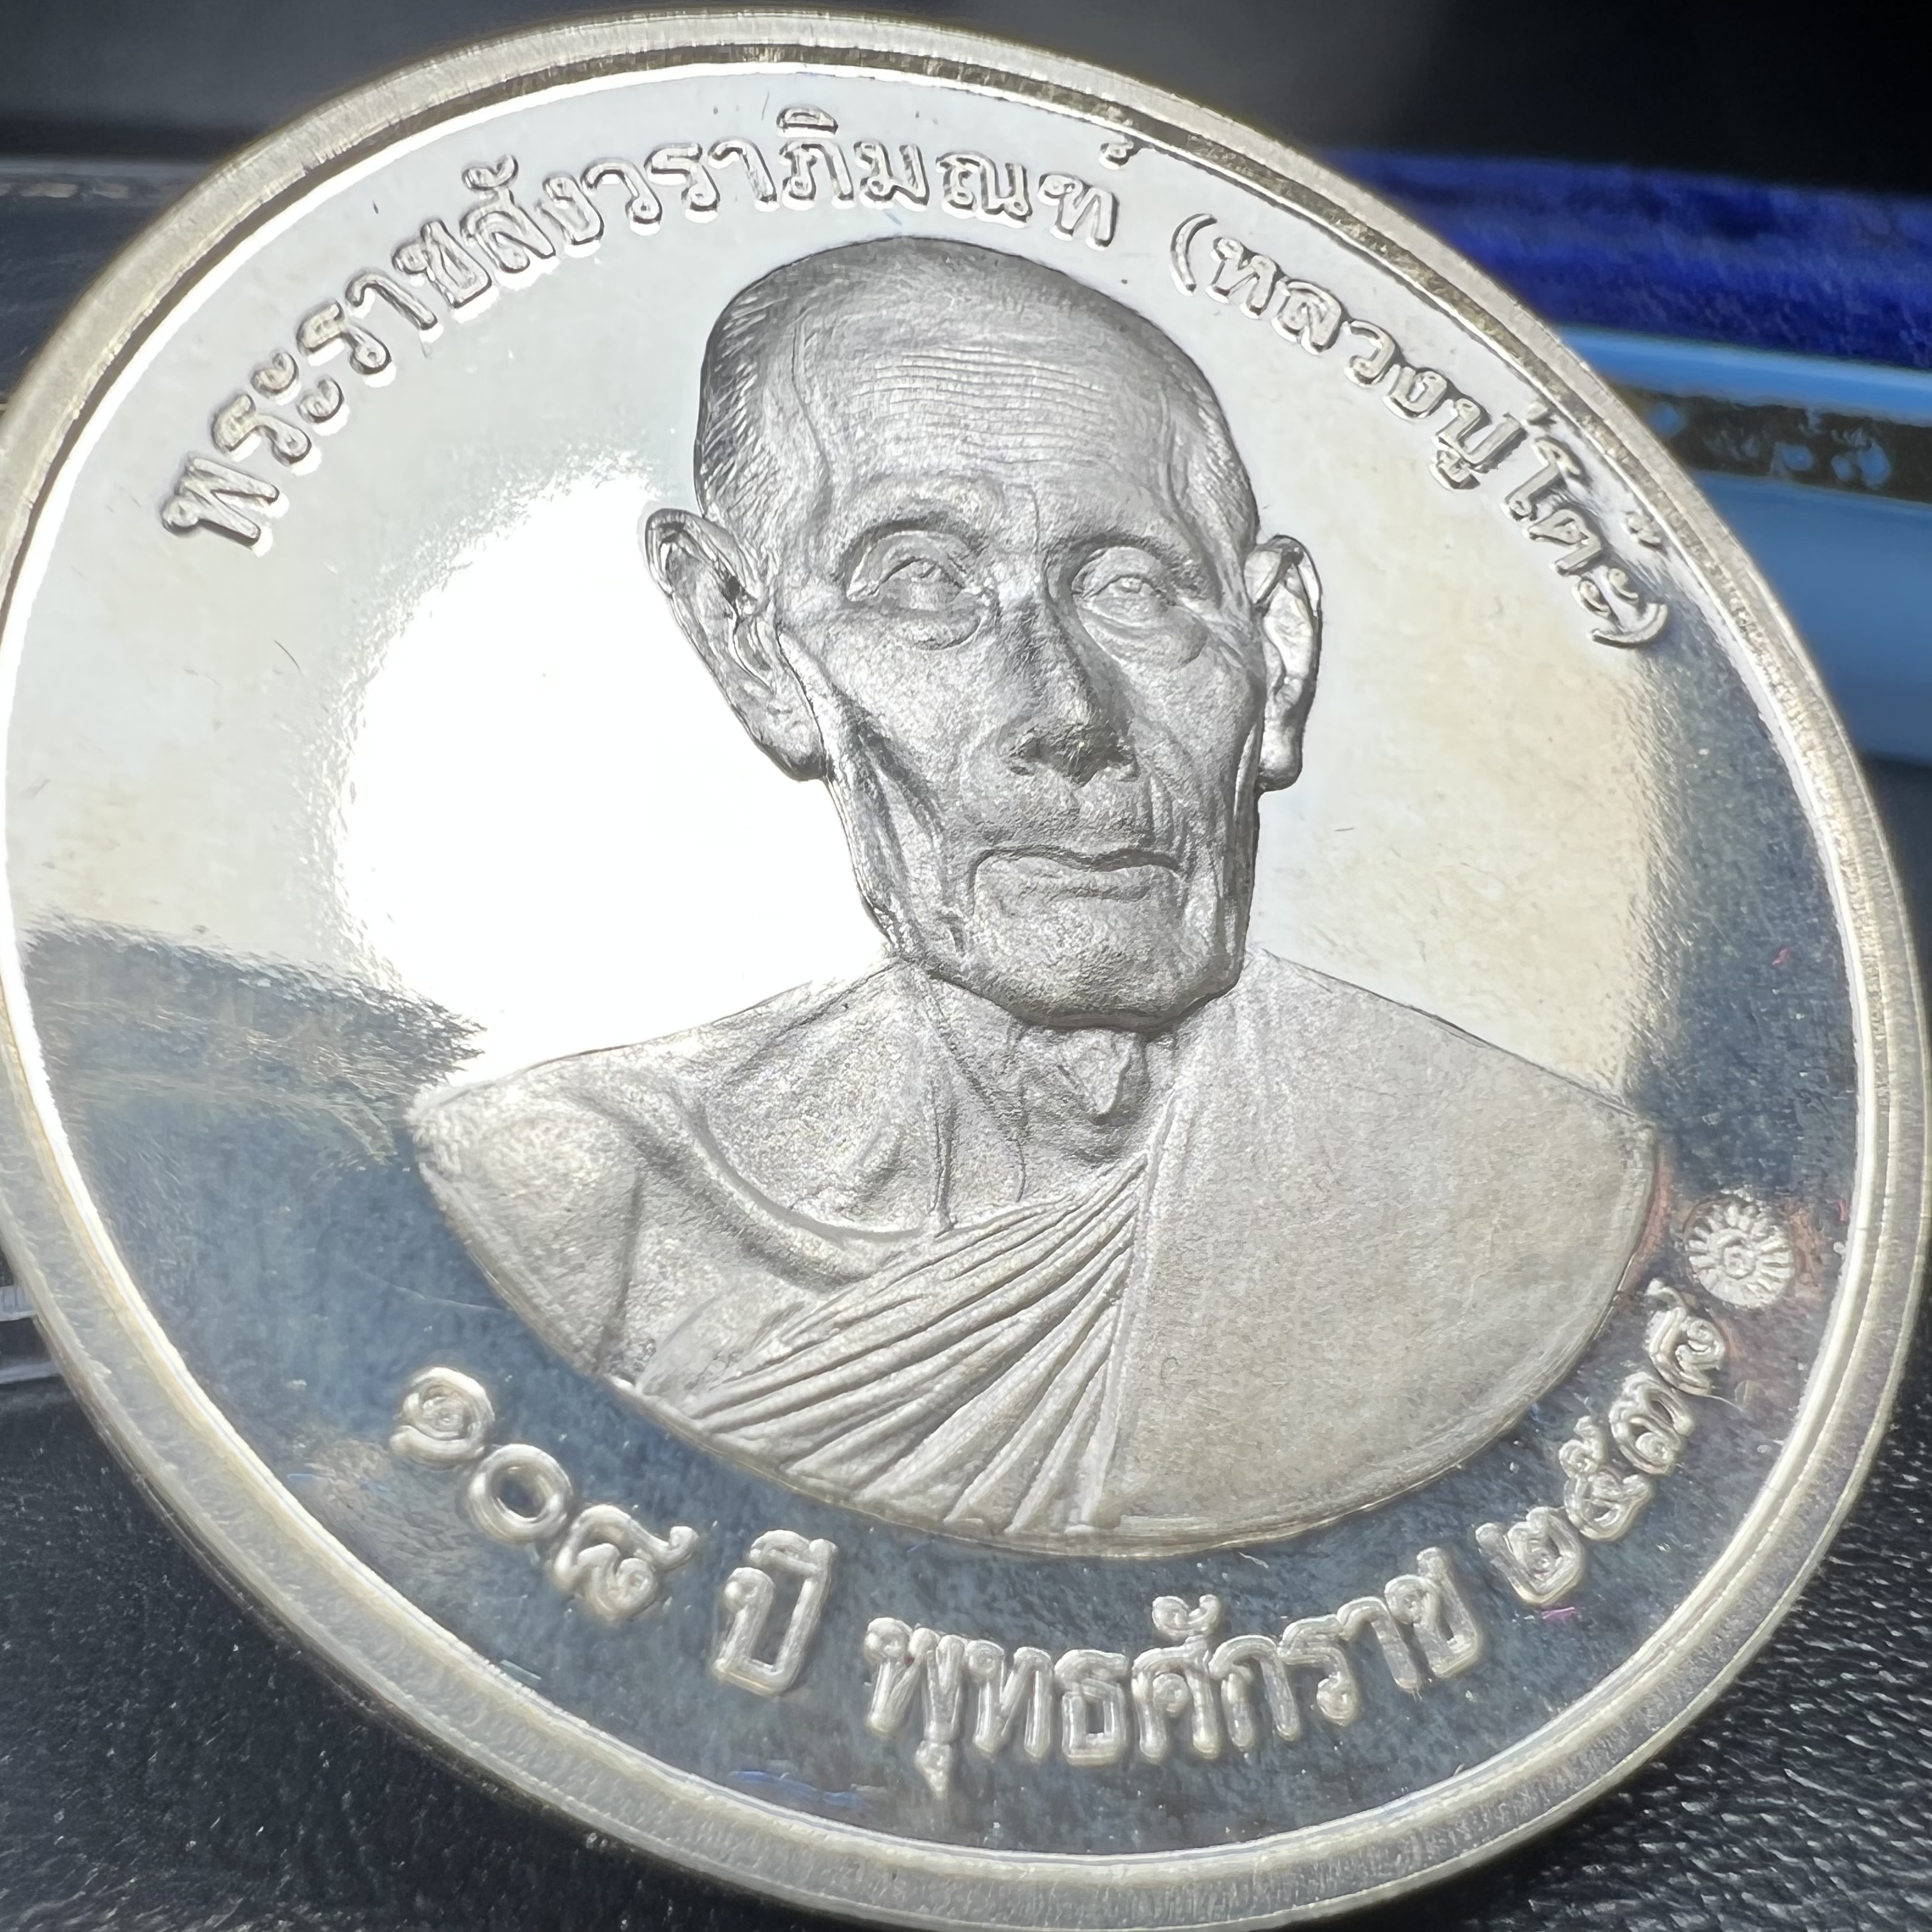 พระราชสังวราภิมณฑ์ (หลวงปู่โต๊ะ)
๑๐๘ ปี พุทธศักราช ๒๕๓๘